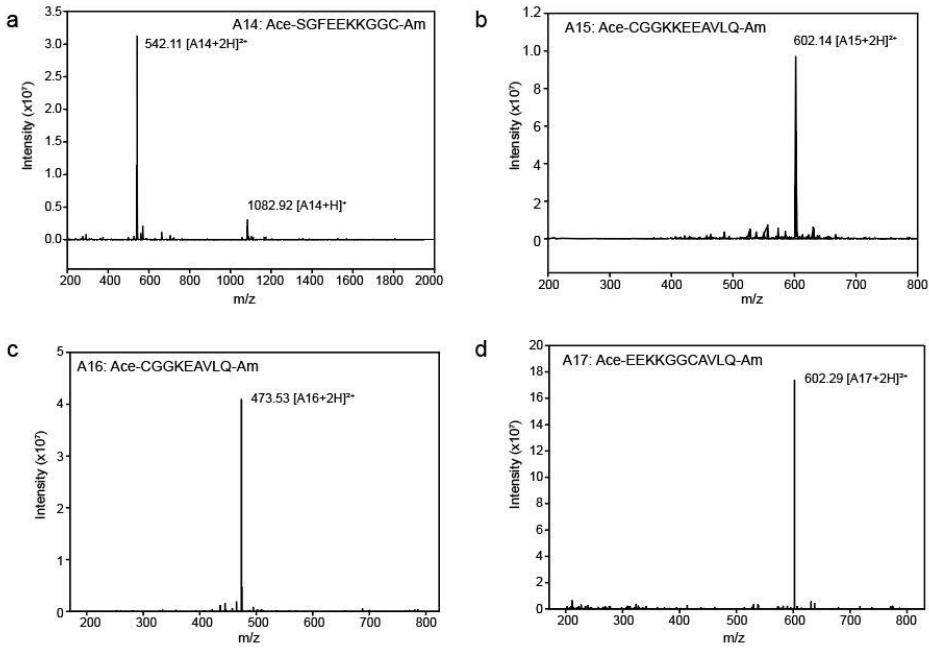 a
A14: Ace-SGFEEKKGGC-Am
542.11 [A14+2H]²⁺
1082.92 [A14+H]⁺
Intensity (x10⁷)
3.5
3.0
2.5
2.0
1.5
1.0
0.5
0.0
200 400 600 800 1000 1200 1400 1600 1800 2000
m/z
b
A15: Ace-CGGKKEEAVLQ-Am
602.14 [A15+2H]²⁺
Intensity (x10⁷)
1.2
1.0
8
6
4
2
0
200 300 400 500 600 700 800
m/z
c
A16: Ace-CGGKEAVLQ-Am
473.53 [A16+2H]²⁺
Intensity (x10⁷)
5
4
3
2
1
0
200 300 400 500 600 700 800
m/z
d
A17: Ace-EEKKGGCAVLQ-Am
602.29 [A17+2H]²⁺
Intensity (x10⁷)
20
18
16
14
12
10
8
6
4
2
0
200 300 400 500 600 700 800
m/z